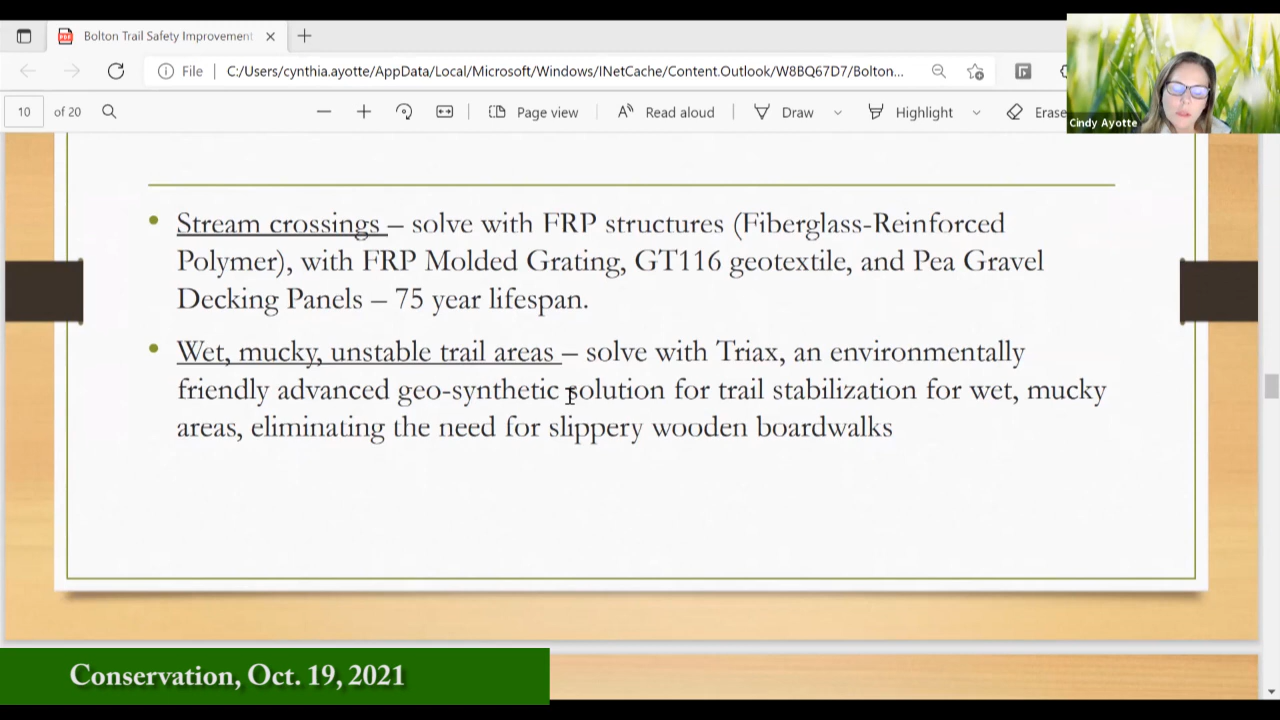 Bolton Trail Safety Improvement
File
C:/Users/cynthia.ayotte/AppData/Local/Microsoft/Windows/INetCache/Content.Outlook/W8BQ67D7/Bolton...
Cindy Ayotte
10 of 20
Page view
Read aloud
Draw
Highlight
Erase
• Stream crossings – solve with FRP structures (Fiberglass-Reinforced
Polymer), with FRP Molded Grating, GT116 geotextile, and Pea Gravel
Decking Panels – 75 year lifespan.
• Wet, mucky, unstable trail areas – solve with Triax, an environmentally
friendly advanced geo-synthetic solution for trail stabilization for wet, mucky
areas, eliminating the need for slippery wooden boardwalks
Conservation, Oct. 19, 2021